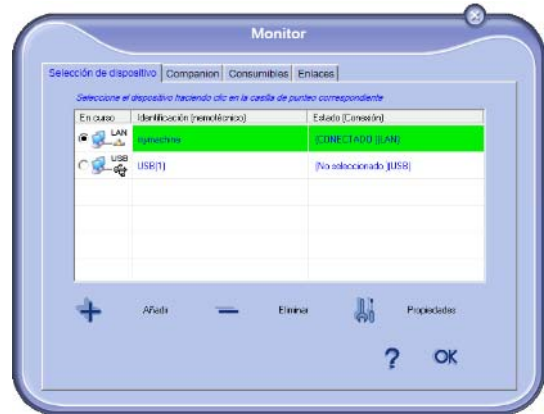 Monitor
Selección de dispositivo Companion Consumibles Enlaces
Seleccione el dispositivo haciendo clic en la casilla de punteo correspondiente
En curso Identificación (nemotécnico) Estado (Conexión)
LAN mymachine (CONECTADO )(LAN)
USB USB(1) (No seleccionado )(USB)
Añadir Eliminar Propiedades
? OK